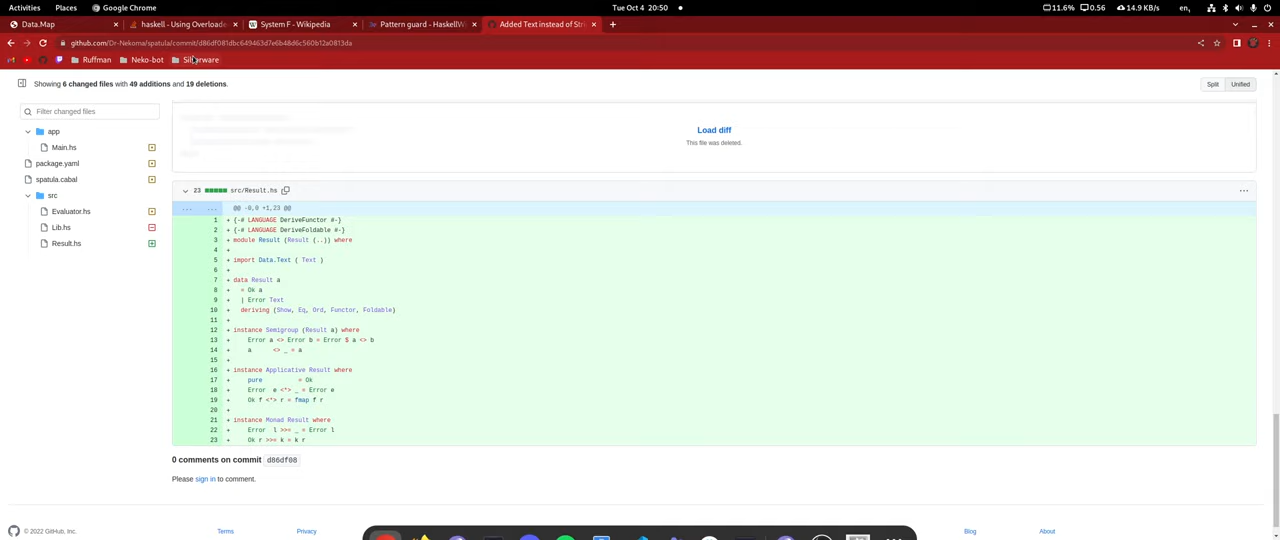 Activities Places Google Chrome Tue Oct 4 20:50 11.6% 0.56 14.9 KB/s en
Data.Map haskell - Using Overloade System F - Wikipedia Pattern guard - HaskellWi Added Text instead of Str
github.com/Dr-Nekoma/spatula/commit/d86df081dbc649463d7e6b48d6c560b12a0813da
Ruffman Neko-bot Silverware
Showing 6 changed files with 49 additions and 19 deletions. Split Unified
Filter changed files
app
Main.hs
package.yaml
spatula.cabal
src
Evaluator.hs
Lib.hs
Result.hs
Load diff
This file was deleted.
23 src/Result.hs
... ... @@ -0,0 +1,23 @@
1 + {-# LANGUAGE DeriveFunctor #-}
2 + {-# LANGUAGE DeriveFoldable #-}
3 + module Result (Result (..)) where
4 +
5 + import Data.Text ( Text )
6 +
7 + data Result a
8 + = Ok a
9 + | Error Text
10 + deriving (Show, Eq, Ord, Functor, Foldable)
11 +
12 + instance Semigroup (Result a) where
13 + Error a <> Error b = Error $ a <> b
14 + a <> _ = a
15 +
16 + instance Applicative Result where
17 + pure = Ok
18 + Error e <*> _ = Error e
19 + Ok f <*> r = fmap f r
20 +
21 + instance Monad Result where
22 + Error l >>= _ = Error l
23 + Ok r >>= k = k r
0 comments on commit d86df08
Please sign in to comment.
© 2022 GitHub, Inc. Terms Privacy Blog About